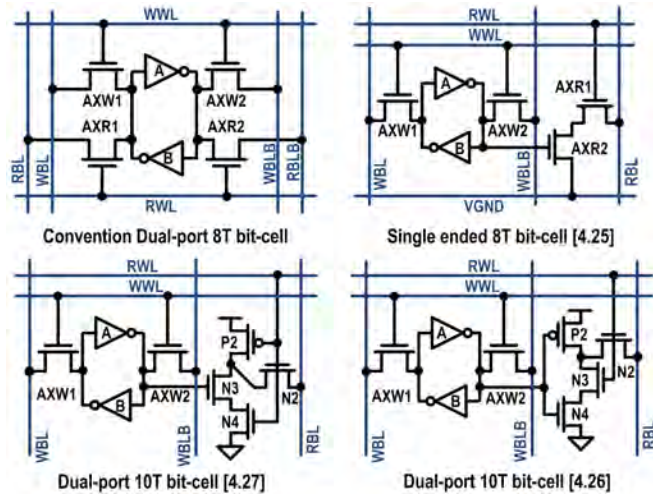 WWL
A
AXW1
AXW2
AXR1
AXR2
B
RBL
WBL
WBLB
RBLB
RWL
Convention Dual-port 8T bit-cell
RWL
WWL
AXR1
A
AXW1
AXW2
B
AXR2
WBL
WBLB
RBL
VGND
Single ended 8T bit-cell [4.25]
RWL
WWL
A
P2
AXW1
B
AXW2
N3
N2
N4
WBL
WBLB
RBL
Dual-port 10T bit-cell [4.27]
RWL
WWL
A
P2
AXW1
B
AXW2
N3
N2
N4
WBL
WBLB
RBL
Dual-port 10T bit-cell [4.26]